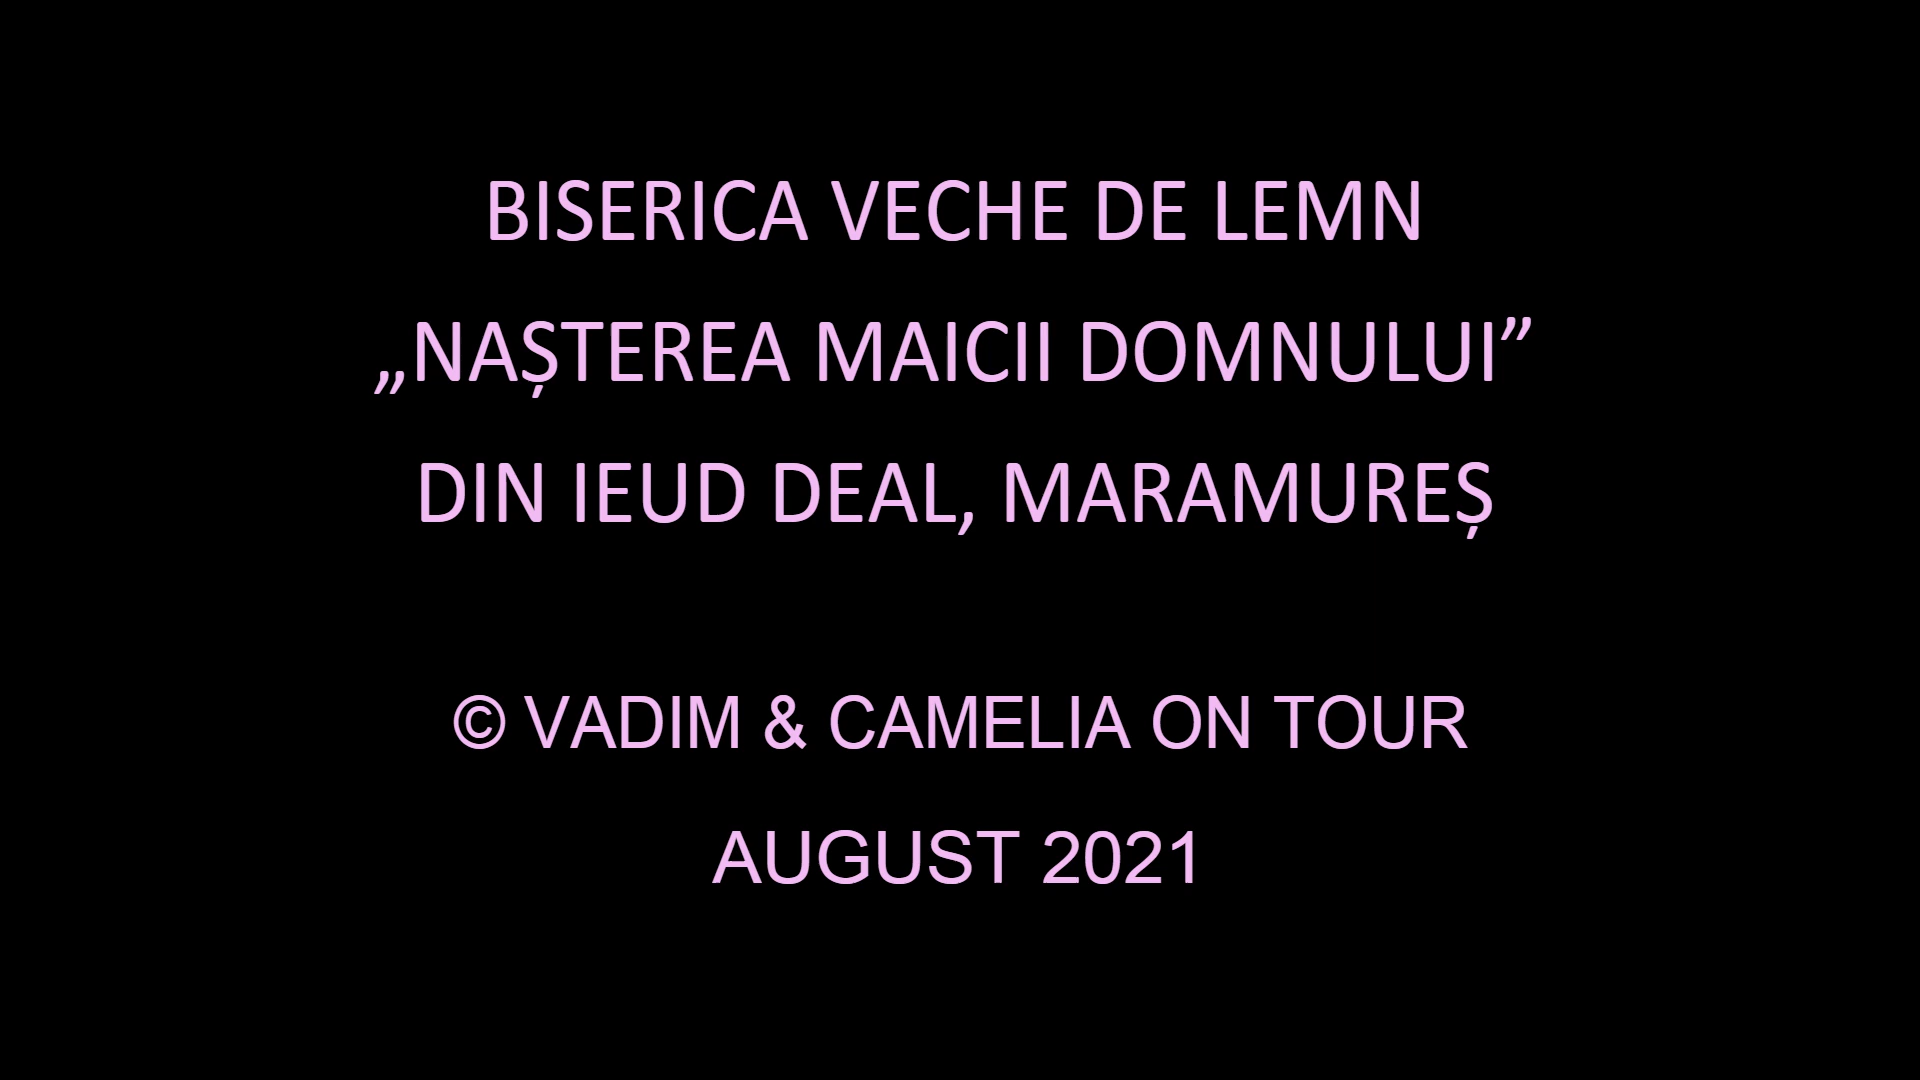 BISERICA VECHE DE LEMN
„NAȘTEREA MAICII DOMNULUI”
DIN IEUD DEAL, MARAMUREȘ
© VADIM & CAMELIA ON TOUR
AUGUST 2021